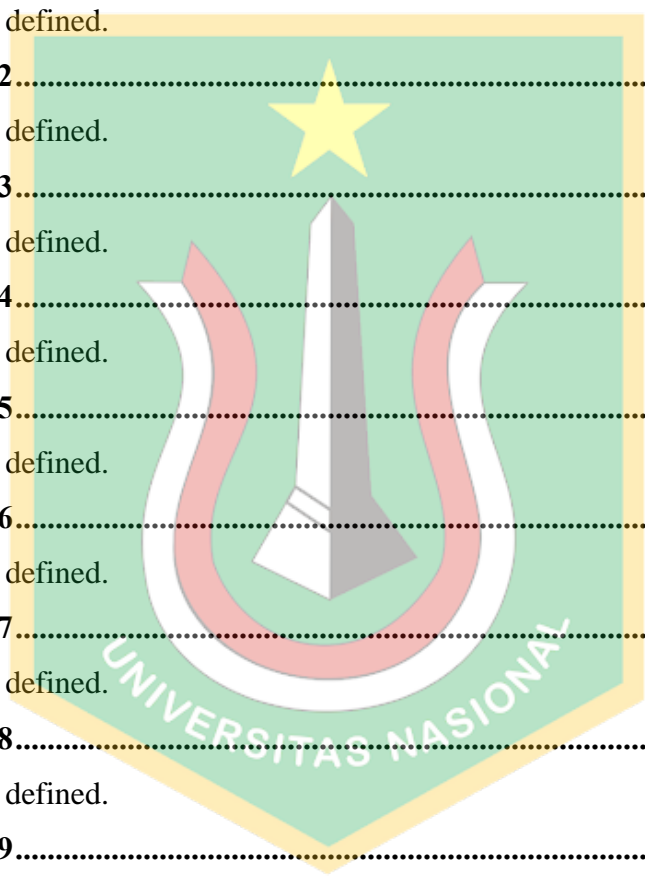 defined.
2................................................................
defined.
3................................................................
defined.
4................................................................
defined.
5................................................................
defined.
6................................................................
defined.
7................................................................
defined.
8................................................................
defined.
9................................................................
UNIVERSITAS NASIONAL